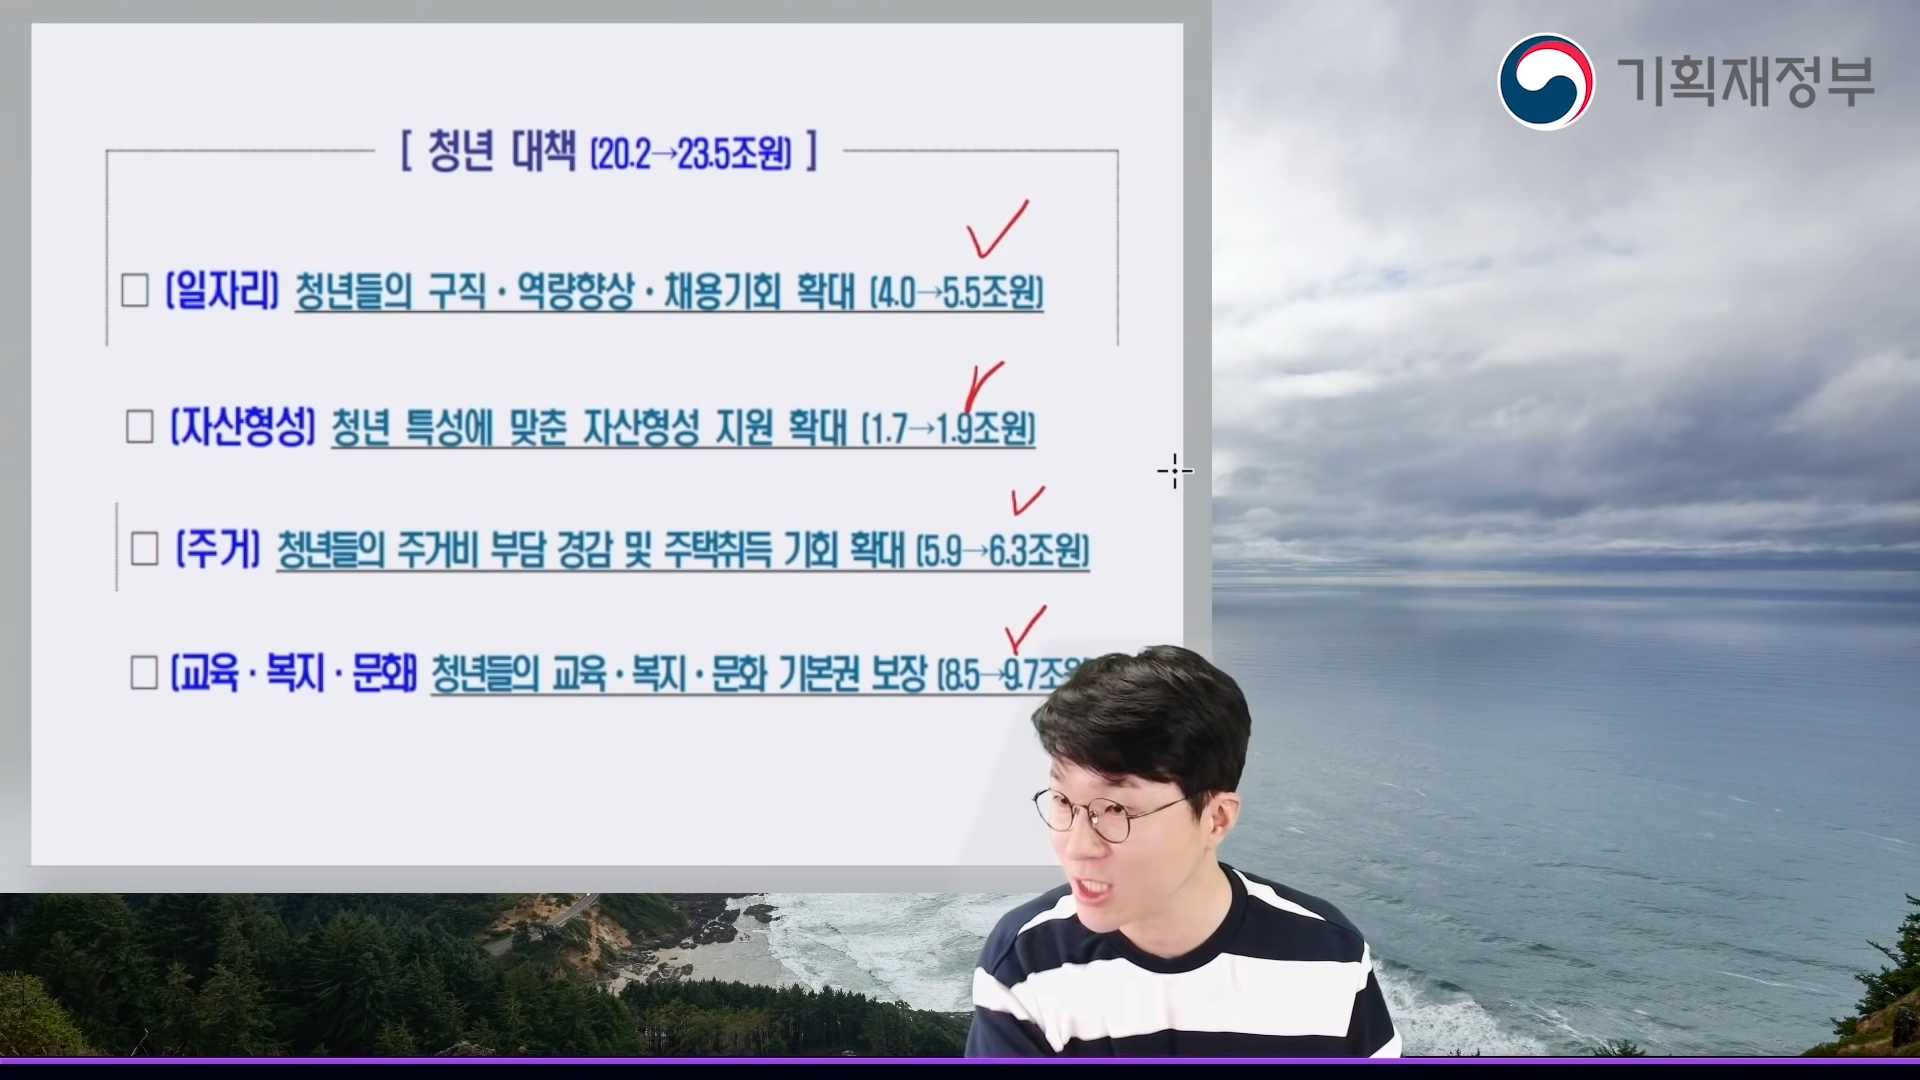 기획재정부
[ 청년 대책 (20.2→23.5조원) ]
□ (일자리) 청년들의 구직·역량향상·채용기회 확대 (4.0→5.5조원)
□ (자산형성) 청년 특성에 맞춘 자산형성 지원 확대 (1.7→1.9조원)
□ (주거) 청년들의 주거비 부담 경감 및 주택취득 기회 확대 (5.9→6.3조원)
□ (교육·복지·문화) 청년들의 교육·복지·문화 기본권 보장 (8.5→9.7조원